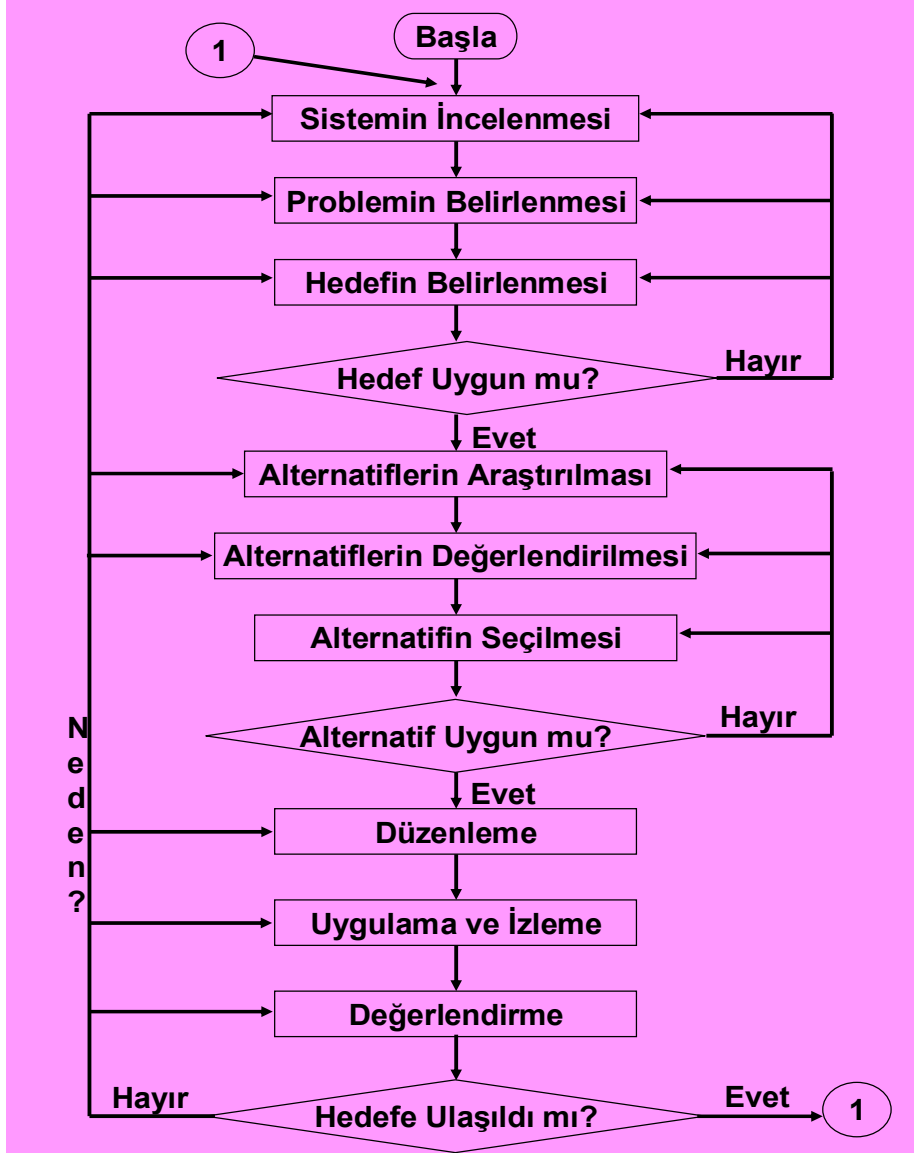 Başla
1
Sistemin İncelenmesi
Problemin Belirlenmesi
Hedefin Belirlenmesi
Hedef Uygun mu?
Hayır
Evet
Alternatiflerin Araştırılması
Alternatiflerin Değerlendirilmesi
Alternatifin Seçilmesi
Alternatif Uygun mu?
Hayır
Evet
Neden?
Düzenleme
Uygulama ve İzleme
Değerlendirme
Hedefe Ulaşıldı mı?
Hayır
Evet
1